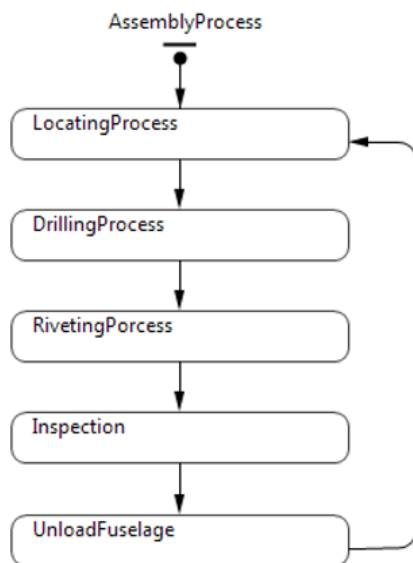 AssemblyProcess
LocatingProcess
DrillingProcess
RivetingPorcess
Inspection
UnloadFuselage